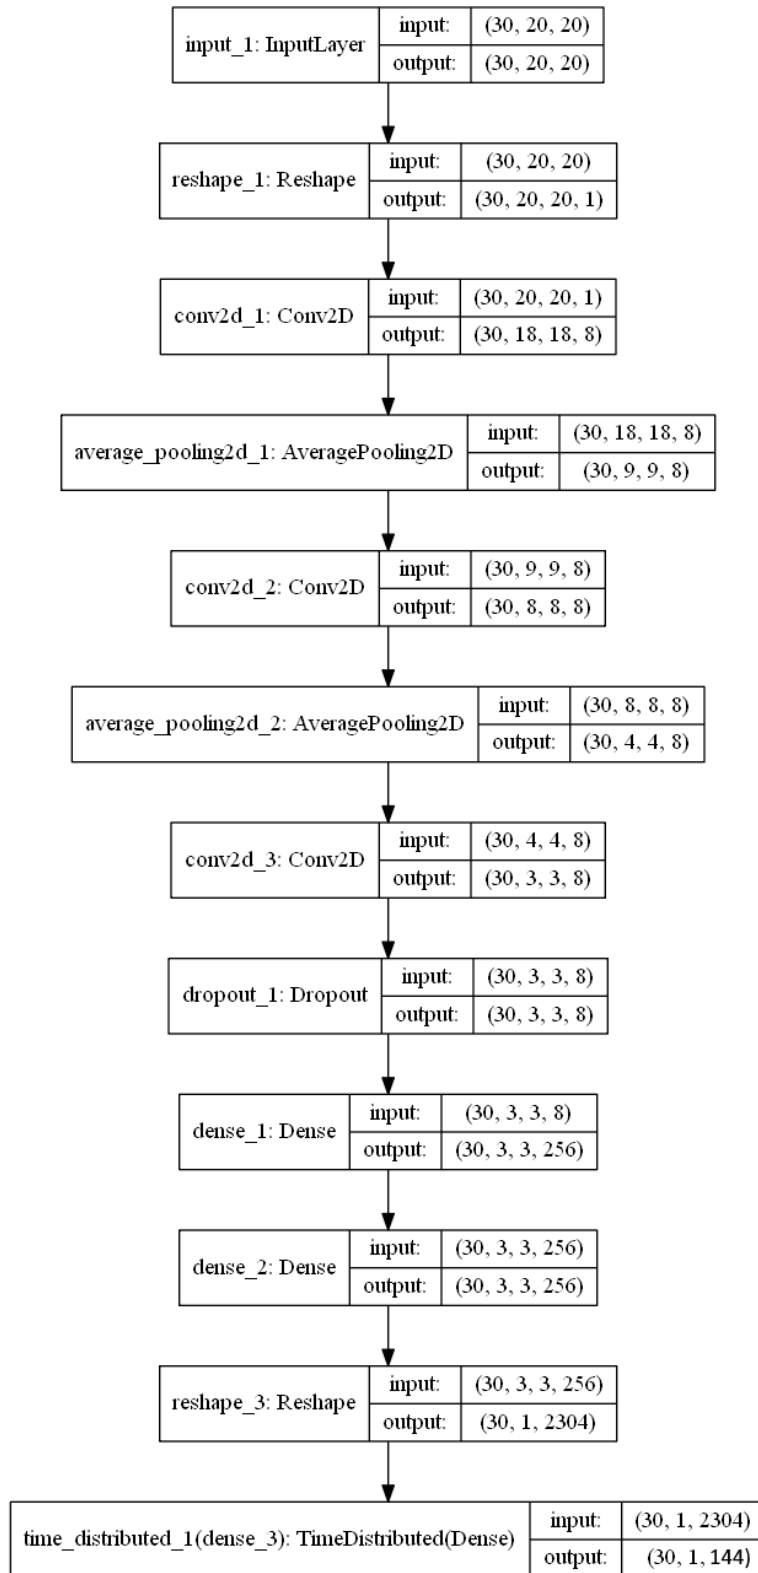 input_1: InputLayer
input: (30, 20, 20)
output: (30, 20, 20)
reshape_1: Reshape
input: (30, 20, 20)
output: (30, 20, 20, 1)
conv2d_1: Conv2D
input: (30, 20, 20, 1)
output: (30, 18, 18, 8)
average_pooling2d_1: AveragePooling2D
input: (30, 18, 18, 8)
output: (30, 9, 9, 8)
conv2d_2: Conv2D
input: (30, 9, 9, 8)
output: (30, 8, 8, 8)
average_pooling2d_2: AveragePooling2D
input: (30, 8, 8, 8)
output: (30, 4, 4, 8)
conv2d_3: Conv2D
input: (30, 4, 4, 8)
output: (30, 3, 3, 8)
dropout_1: Dropout
input: (30, 3, 3, 8)
output: (30, 3, 3, 8)
dense_1: Dense
input: (30, 3, 3, 8)
output: (30, 3, 3, 256)
dense_2: Dense
input: (30, 3, 3, 256)
output: (30, 3, 3, 256)
reshape_3: Reshape
input: (30, 3, 3, 256)
output: (30, 1, 2304)
time_distributed_1(dense_3): TimeDistributed(Dense)
input: (30, 1, 2304)
output: (30, 1, 144)